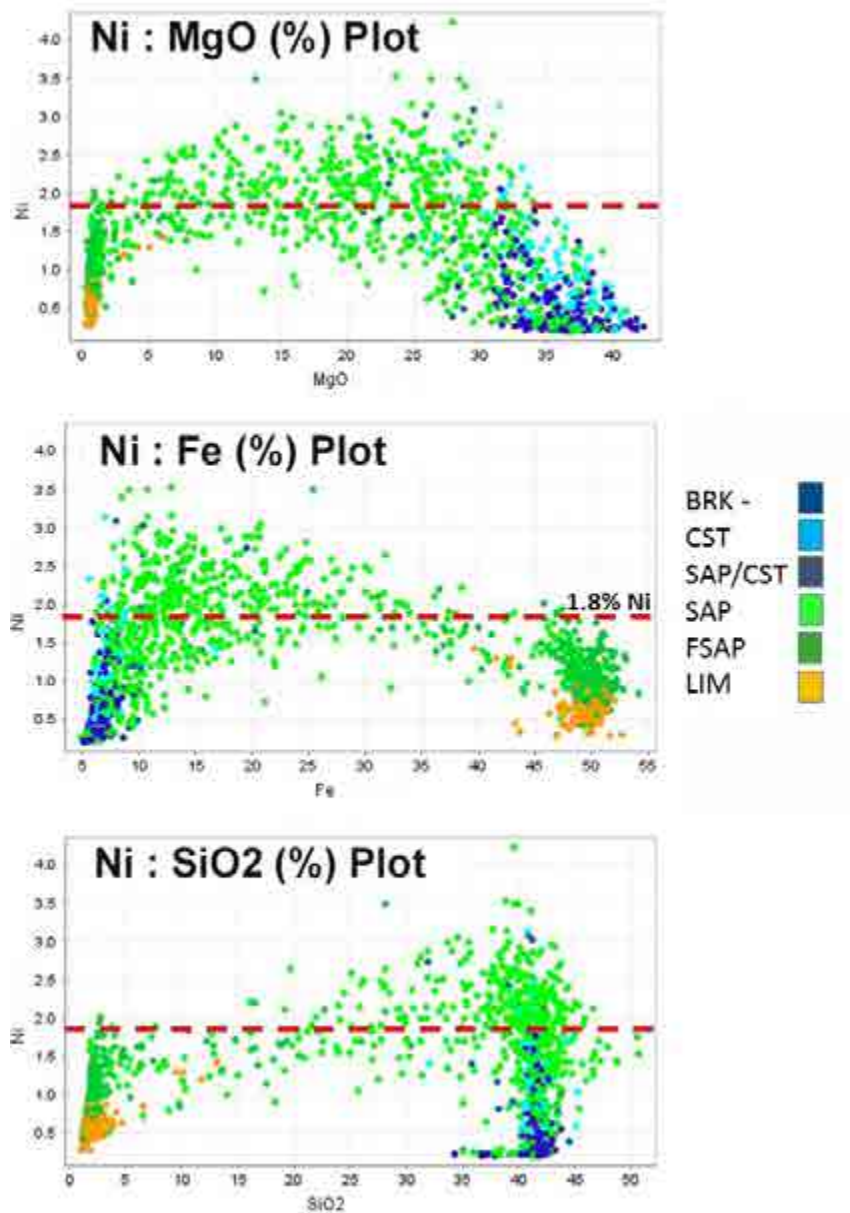 Ni : MgO (%) Plot
4.0
3.5
3.0
2.5
2.0
1.5
1.0
0.5
Ni
0 5 10 15 20 25 30 35 40
MgO
Ni : Fe (%) Plot
4.0
3.5
3.0
2.5
2.0
1.5
1.0
0.5
Ni
1.8% Ni
5 10 15 20 25 30 35 40 45 50 55
Fe
BRK -
CST
SAP/CST
SAP
FSAP
LIM
Ni : SiO2 (%) Plot
4.0
3.5
3.0
2.5
2.0
1.5
1.0
0.5
Ni
0 5 10 15 20 25 30 35 40 45 50
SiO2